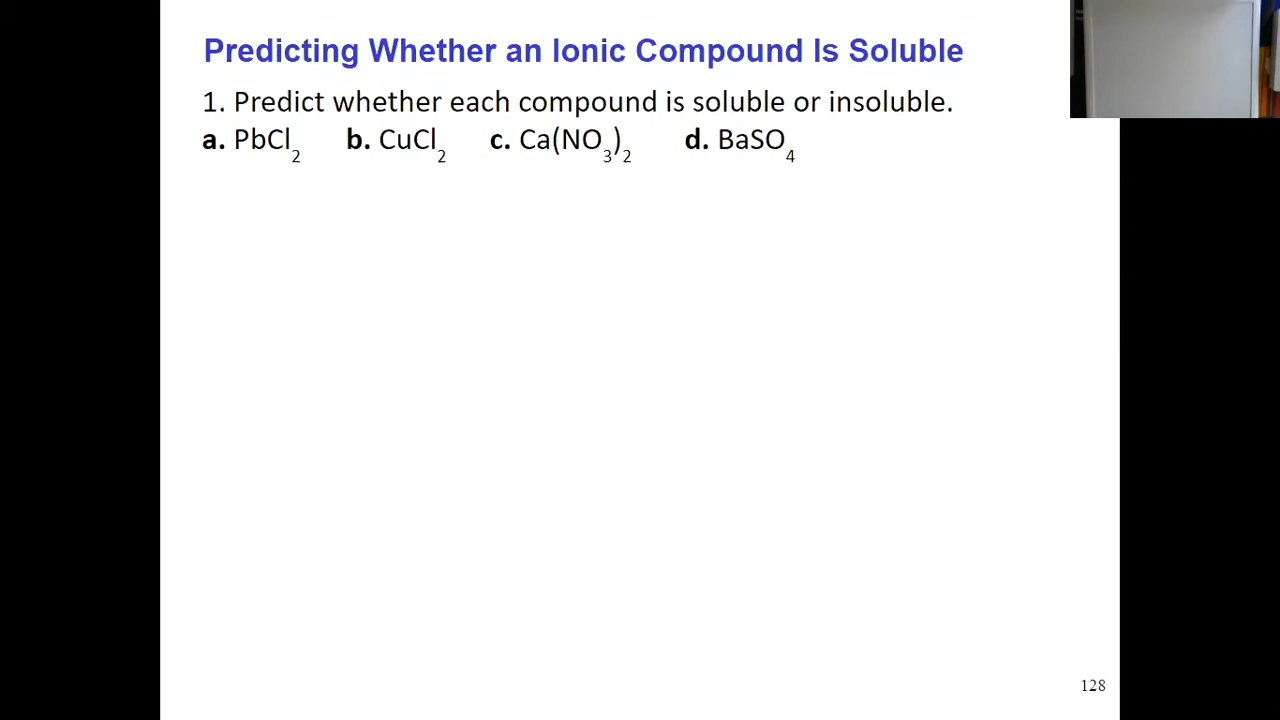 Predicting Whether an Ionic Compound Is Soluble
1. Predict whether each compound is soluble or insoluble.
a. PbCl₂ b. CuCl₂ c. Ca(NO₃)₂ d. BaSO₄
128